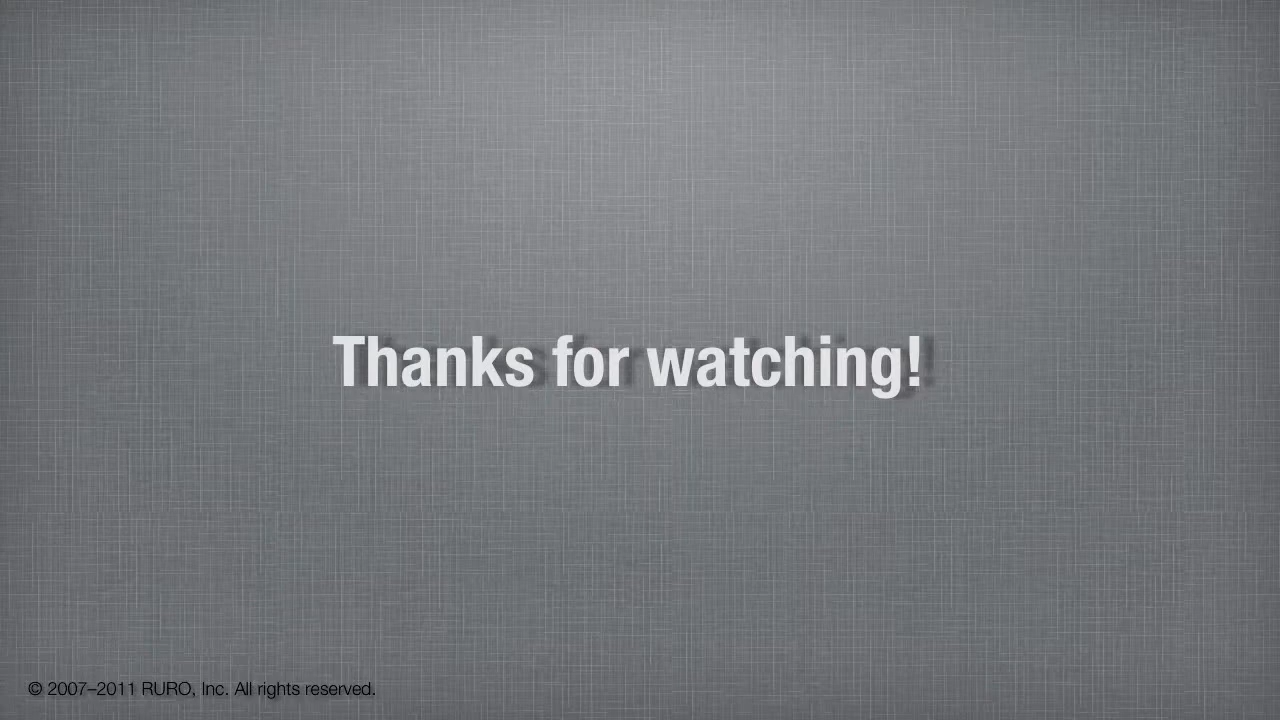 Thanks for watching!
© 2007–2011 RURO, Inc. All rights reserved.